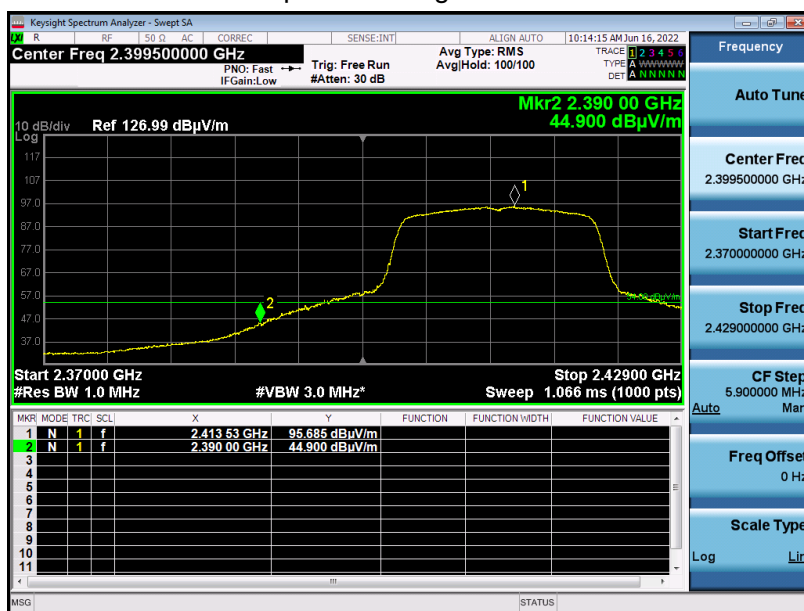 Keysight Spectrum Analyzer - Swept SA
LXI R RF 50 Ω AC CORREC SENSE:INT ALIGN AUTO 10:14:15 AM Jun 16, 2022
Center Freq 2.399500000 GHz
PNO: Fast
IFGain:Low
Trig: Free Run
#Atten: 30 dB
Avg Type: RMS
Avg|Hold: 100/100
TRACE 1 2 3 4 5 6
TYPE A WWWWW
DET A N N N N N
Mkr2 2.390 00 GHz
44.900 dBµV/m
10 dB/div Ref 126.99 dBµV/m
Log
117
107
97.0
87.0
77.0
67.0
57.0
47.0
37.0
1
2
Start 2.37000 GHz Stop 2.42900 GHz
#Res BW 1.0 MHz #VBW 3.0 MHz* Sweep 1.066 ms (1000 pts)
MKR MODE TRC SCL X Y FUNCTION FUNCTION WIDTH FUNCTION VALUE
1 N 1 f 2.413 53 GHz 95.685 dBµV/m
2 N 1 f 2.390 00 GHz 44.900 dBµV/m
3
4
5
6
7
8
9
10
11
MSG STATUS
Frequency
Auto Tune
Center Freq
2.399500000 GHz
Start Freq
2.370000000 GHz
Stop Freq
2.429000000 GHz
CF Step
5.900000 MHz
Auto Man
Freq Offset
0 Hz
Scale Type
Log Lin